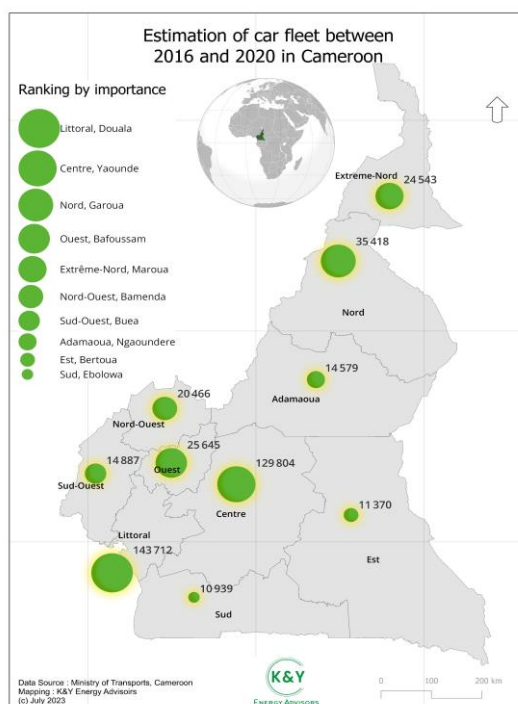 Estimation of car fleet between
2016 and 2020 in Cameroon
Ranking by importance
Littoral, Douala
Centre, Yaounde
Nord, Garoua
Ouest, Bafoussam
Extrême-Nord, Maroua
Nord-Ouest, Bamenda
Sud-Ouest, Buea
Adamaoua, Ngaoundere
Est, Bertoua
Sud, Ebolowa
Extreme-Nord
24 543
35 418
Nord
14 579
Adamaoua
20 466
Nord-Ouest
25 645
Ouest
14 887
Sud-Ouest
129 804
Centre
11 370
Est
Littoral
143 712
10 939
Sud
Data Source : Ministry of Transports, Cameroon
Mapping : K&Y Energy Advisors
(c) July 2023
K&Y
ENERGY ADVISORS
0 100 200 km